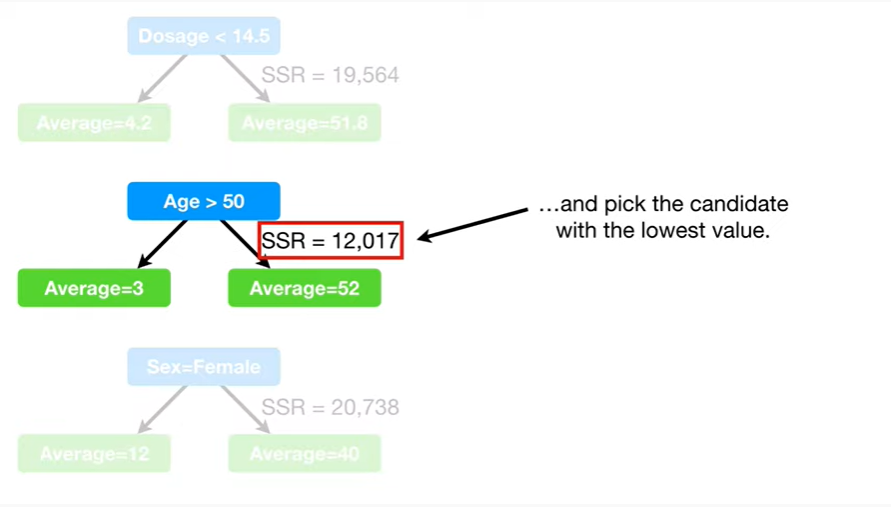 Dosage < 14.5
SSR = 19,564
Average=4.2
Average=51.8
Age > 50
SSR = 12,017
Average=3
Average=52
…and pick the candidate
with the lowest value.
Sex=Female
SSR = 20,738
Average=12
Average=40